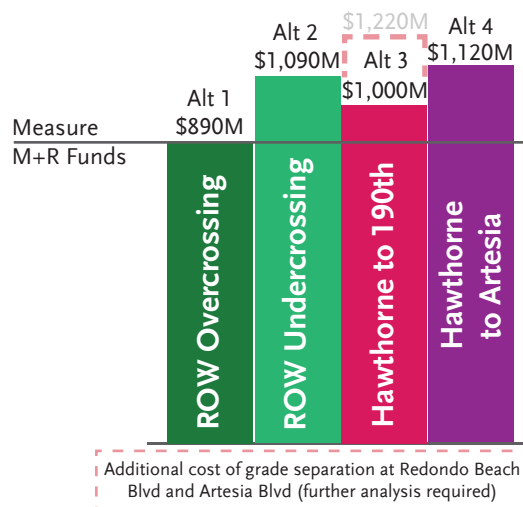 Alt 1
$890M
Alt 2
$1,090M
$1,220M
Alt 3
$1,000M
Alt 4
$1,120M
Measure
M+R Funds
ROW Overcrossing
ROW Undercrossing
Hawthorne to 190th
Hawthorne
to Artesia
Additional cost of grade separation at Redondo Beach
Blvd and Artesia Blvd (further analysis required)